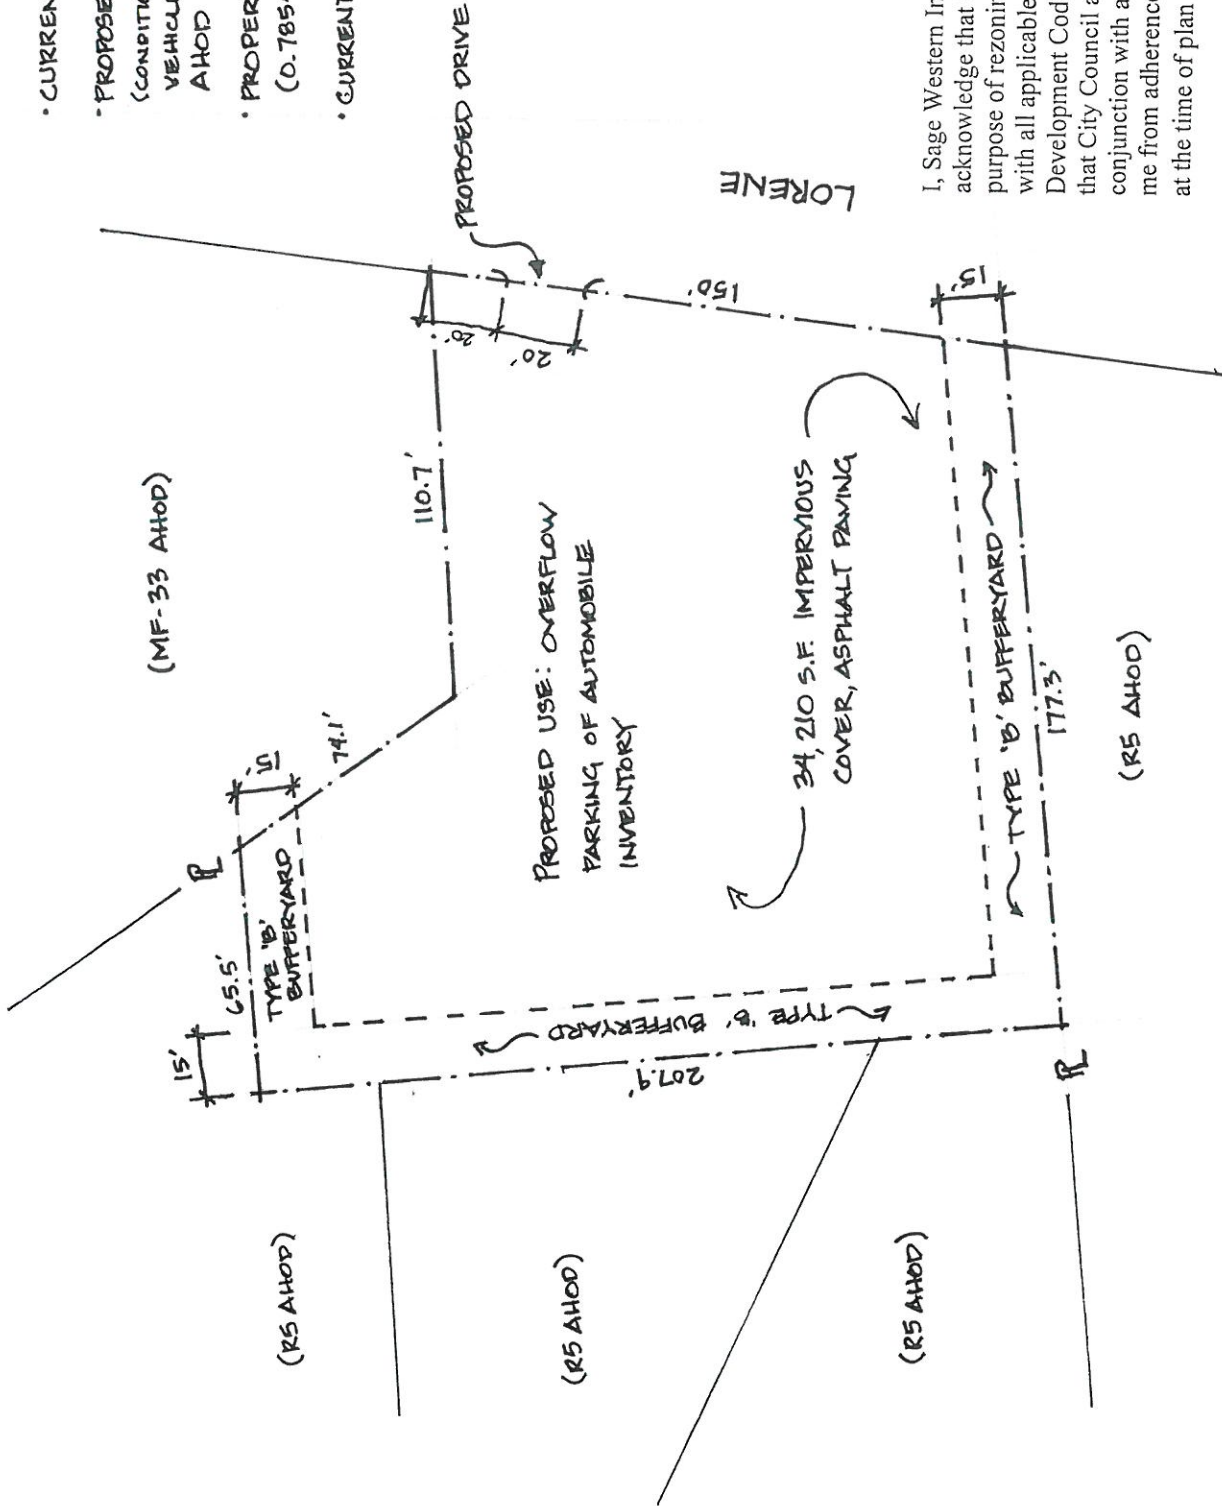 · CURREN
· PROPOSE
(CONDITI
VEHICLE
AHOD
· PROPER
(0.785
· CURRENT
PROPOSED DRIVE
LORENE
(MF-33 AHOD)
110.7'
20'
20'
150'
15'
74.1'
15'
PL
65.5'
15'
TYPE 'B'
BUFFERYARD
PROPOSED USE: OVERFLOW
PARKING OF AUTOMOBILE
INVENTORY
34,210 S.F. IMPERVIOUS
COVER, ASPHALT PAVING
TYPE 'B' BUFFERYARD
177.3'
TYPE 'B' BUFFERYARD
207.9'
PL
(R5 AHOD)
(R5 AHOD)
(R5 AHOD)
(R5 AHOD)
I, Sage Western In
acknowledge that
purpose of rezonin
with all applicable
Development Cod
that City Council a
conjunction with a
me from adherence
at the time of plan